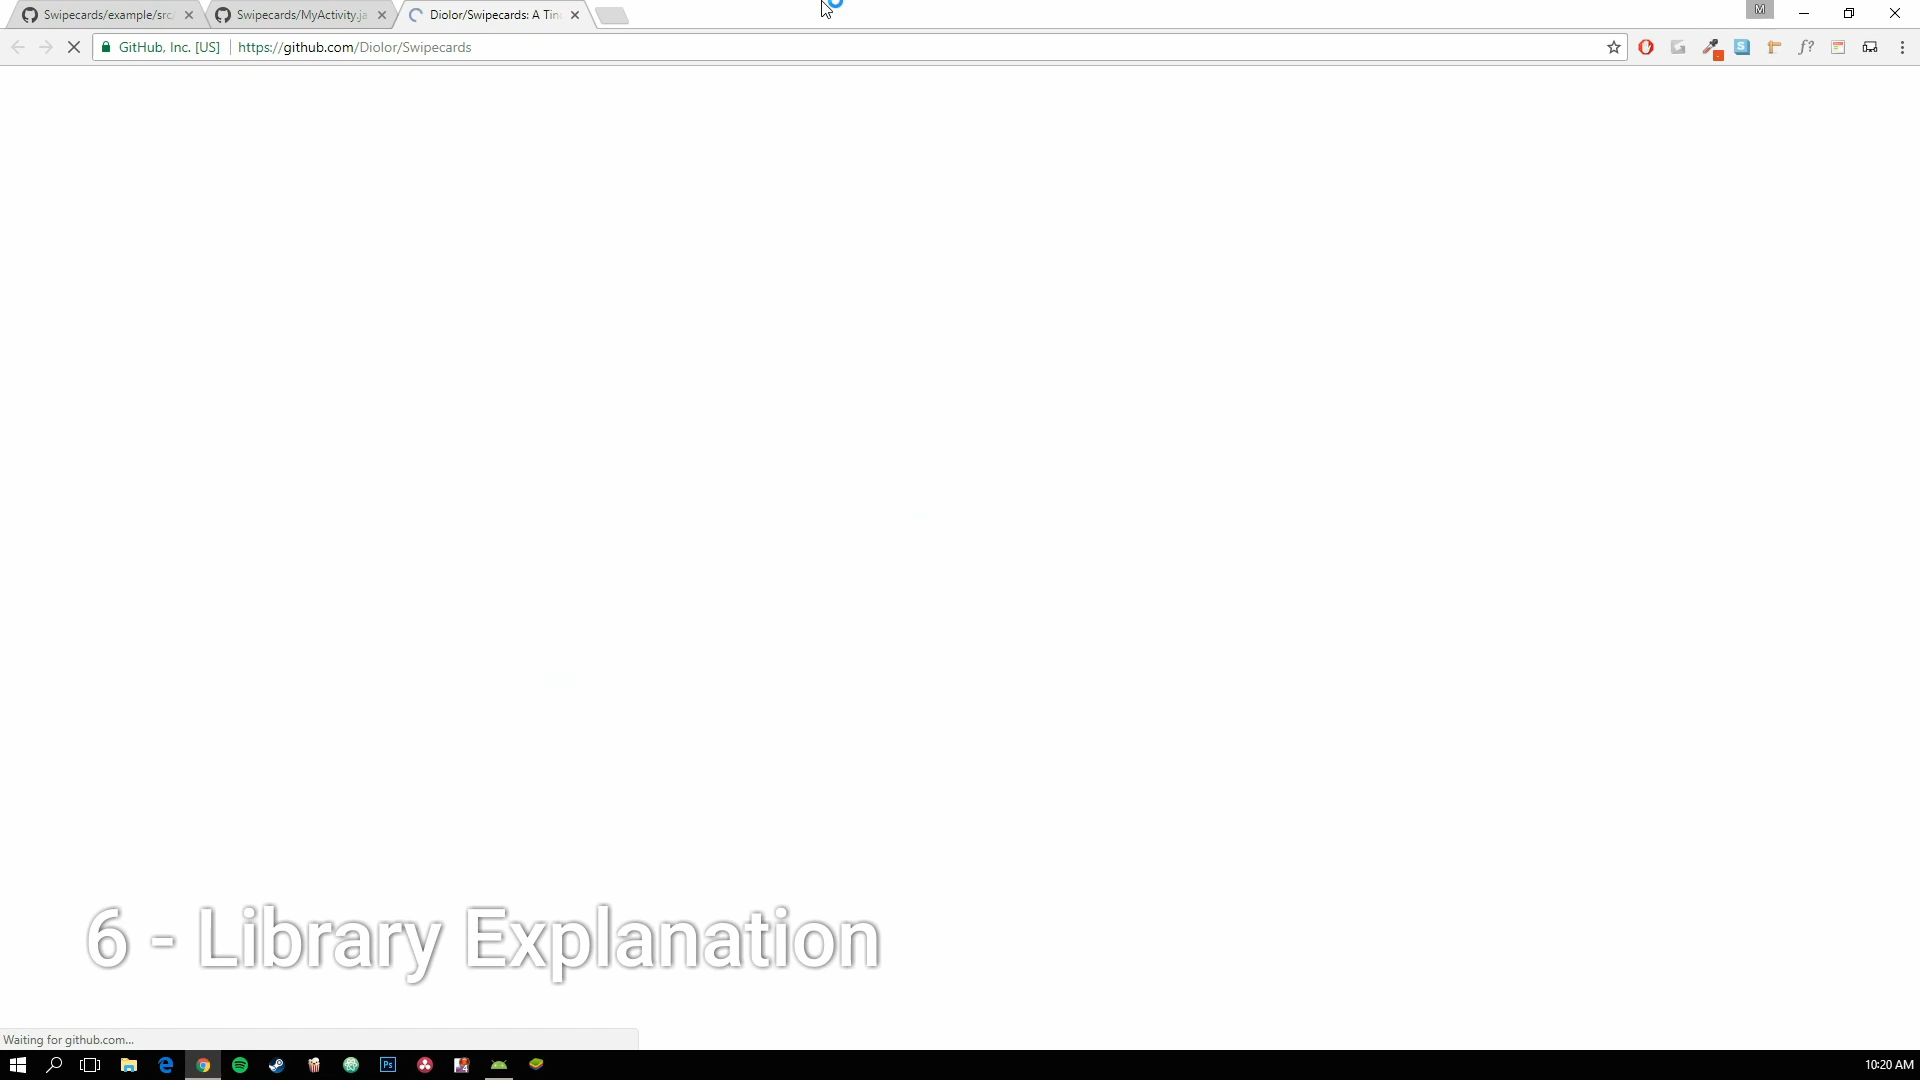 Swipecards/example/src/
Swipecards/MyActivity.ja
Diolor/Swipecards: A Tin
M
GitHub, Inc. [US]
https://github.com/Diolor/Swipecards
S
f?
6 - Library Explanation
Waiting for github.com...
Ps
10:20 AM